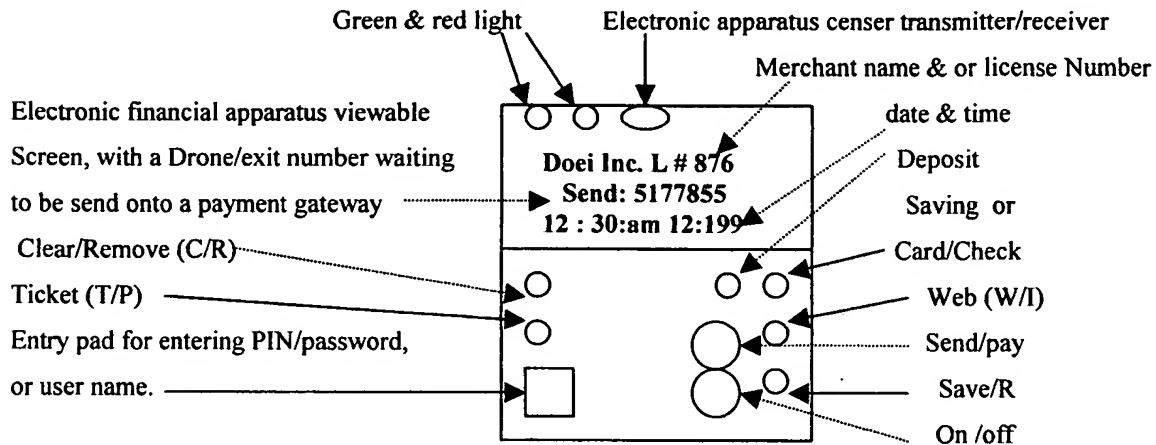 Green & red light
Electronic apparatus censer transmitter/receiver
Merchant name & or license Number
Electronic financial apparatus viewable
date & time
Screen, with a Drone/exit number waiting
Deposit
to be send onto a payment gateway
Saving or
Clear/Remove (C/R)
Card/Check
Ticket (T/P)
Web (W/I)
Entry pad for entering PIN/password,
Send/pay
or user name.
Save/R
On /off
Doei Inc. L # 876
Send: 5177855
12 : 30:am 12:199